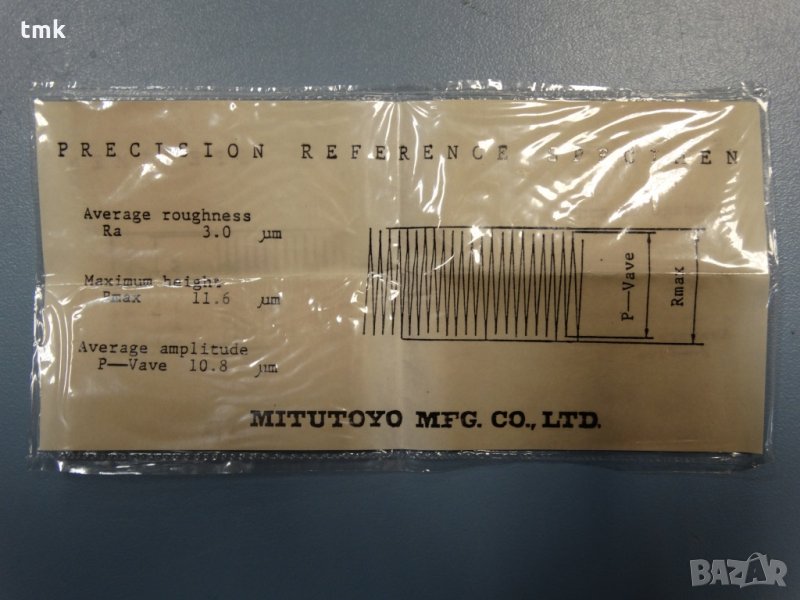 tmk
PRECISION REFERENCE SPECIMEN
Average roughness
Ra 3.0 μm
Maximum height
Rmax 11.6 μm
Average amplitude
P—Vave 10.8 μm
P—Vave
Rmax
MITUTOYO MFG. CO., LTD.
BAZAR